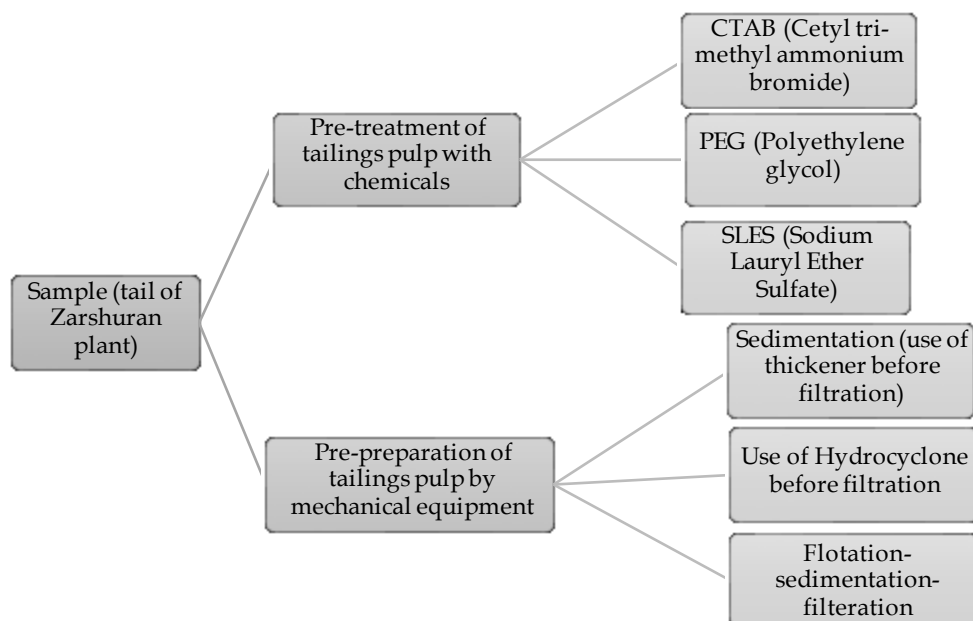 CTAB (Cetyl tri-
methyl ammonium
bromide)
Pre-treatment of
tailings pulp with
chemicals
PEG (Polyethylene
glycol)
SLES (Sodium
Lauryl Ether
Sulfate)
Sample (tail of
Zarshuran
plant)
Sedimentation (use of
thickener before
filtration)
Pre-preparation of
tailings pulp by
mechanical equipment
Use of Hydrocyclone
before filtration
Flotation-
sedimentation-
filteration